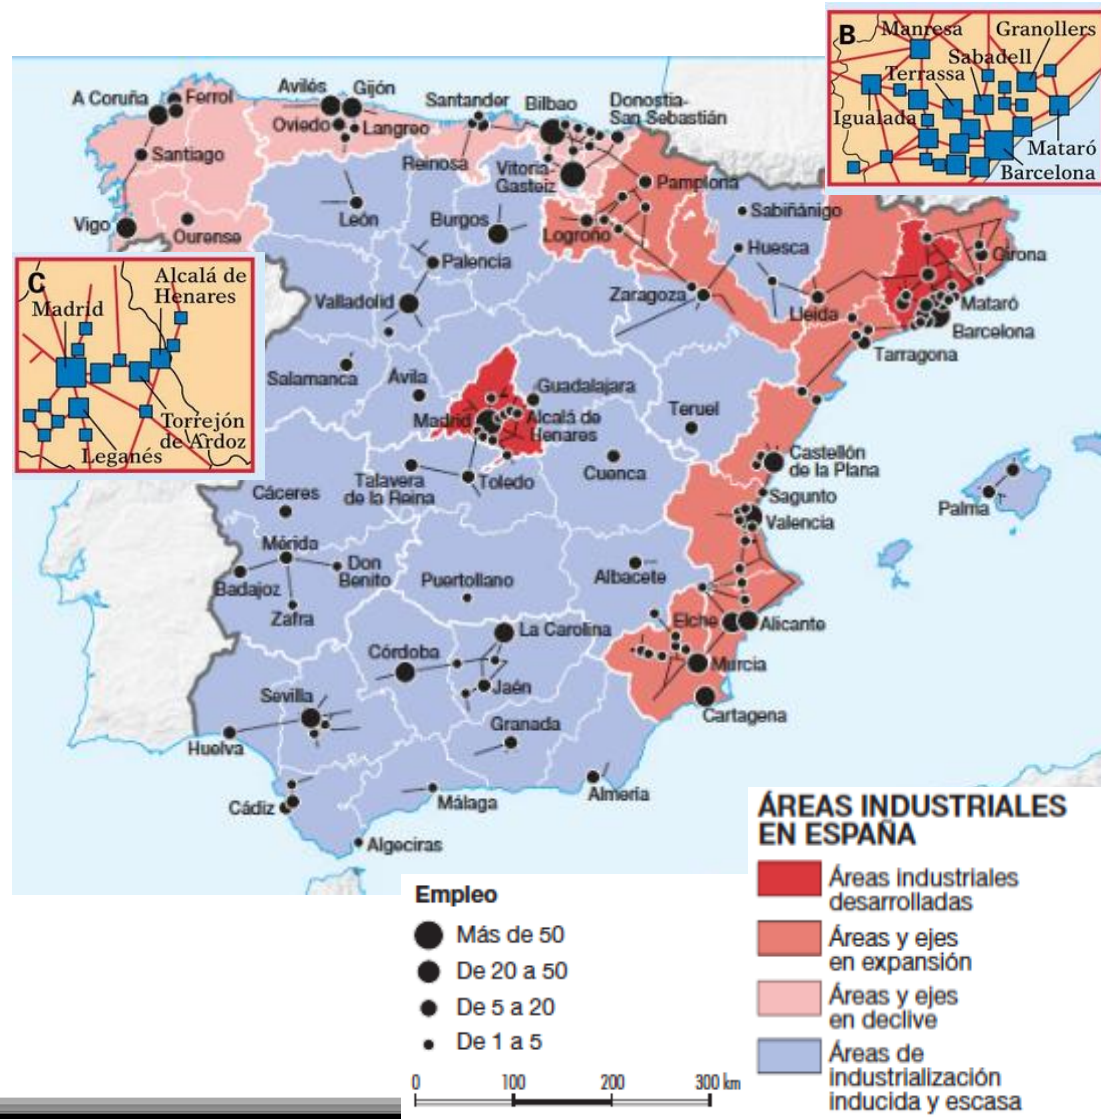 B
Manresa
Granollers
Sabadell
Terrassa
Igualada
Mataró
Barcelona
A Coruña
Ferrol
Avilés
Gijón
Santander
Bilbao
Donostia-
San Sebastián
Oviedo
Langreo
Santiago
Reinosa
Vitoria-
Gasteiz
Pamplona
Vigo
Ourense
León
Burgos
Logroño
Sabiñánigo
Huesca
Girona
Palencia
Valladolid
Zaragoza
Lleida
Mataró
Barcelona
Tarragona
C
Madrid
Alcalá de
Henares
Torrejón
de Ardoz
Leganés
Salamanca
Avila
Guadalajara
Madrid
Alcalá de
Henares
Teruel
Castellón
de la Plana
Talavera
de la Reina
Toledo
Cuenca
Sagunto
Valencia
Palma
Cáceres
Mérida
Don
Benito
Badajoz
Zafra
Puertollano
Albacete
Elche
Alicante
La Carolina
Córdoba
Murcia
Jaén
Sevilla
Cartagena
Granada
Huelva
Cádiz
Málaga
Almería
Algeciras
ÁREAS INDUSTRIALES
EN ESPAÑA
Áreas industriales
desarrolladas
Áreas y ejes
en expansión
Áreas y ejes
en declive
Áreas de
industrialización
inducida y escasa
Empleo
Más de 50
De 20 a 50
De 5 a 20
De 1 a 5
0 100 200 300 km